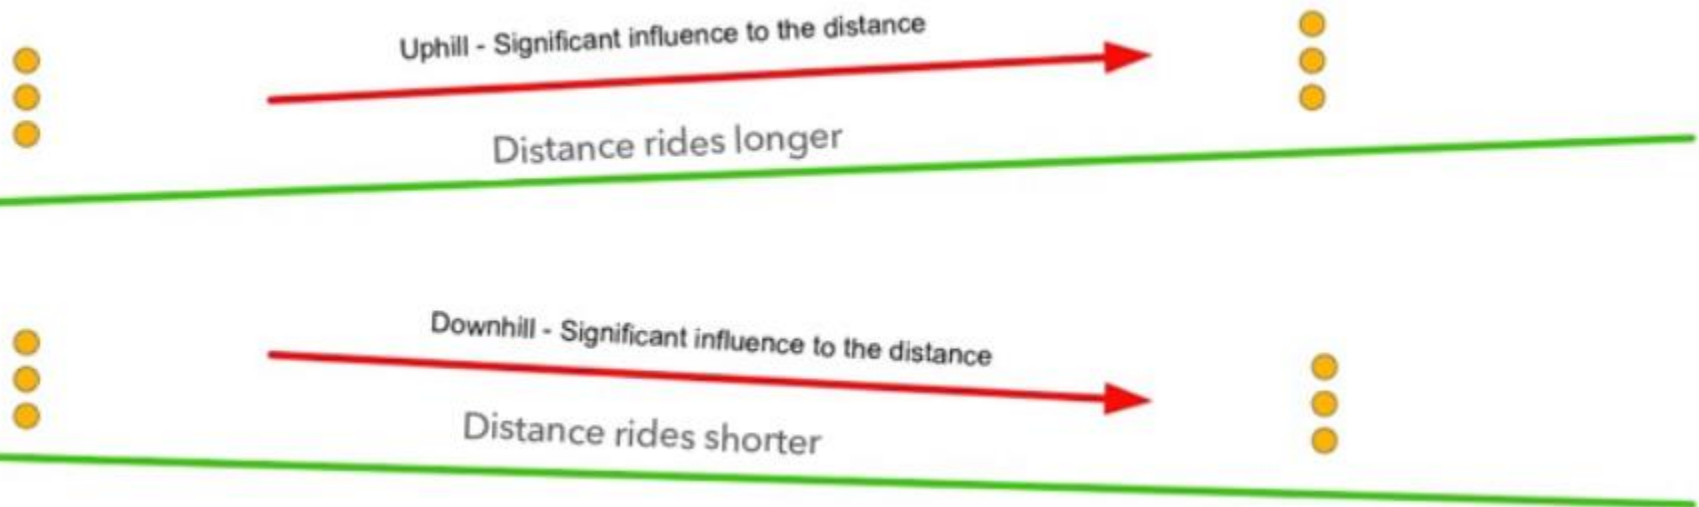 Uphill - Significant influence to the distance
Distance rides longer
Downhill - Significant influence to the distance
Distance rides shorter